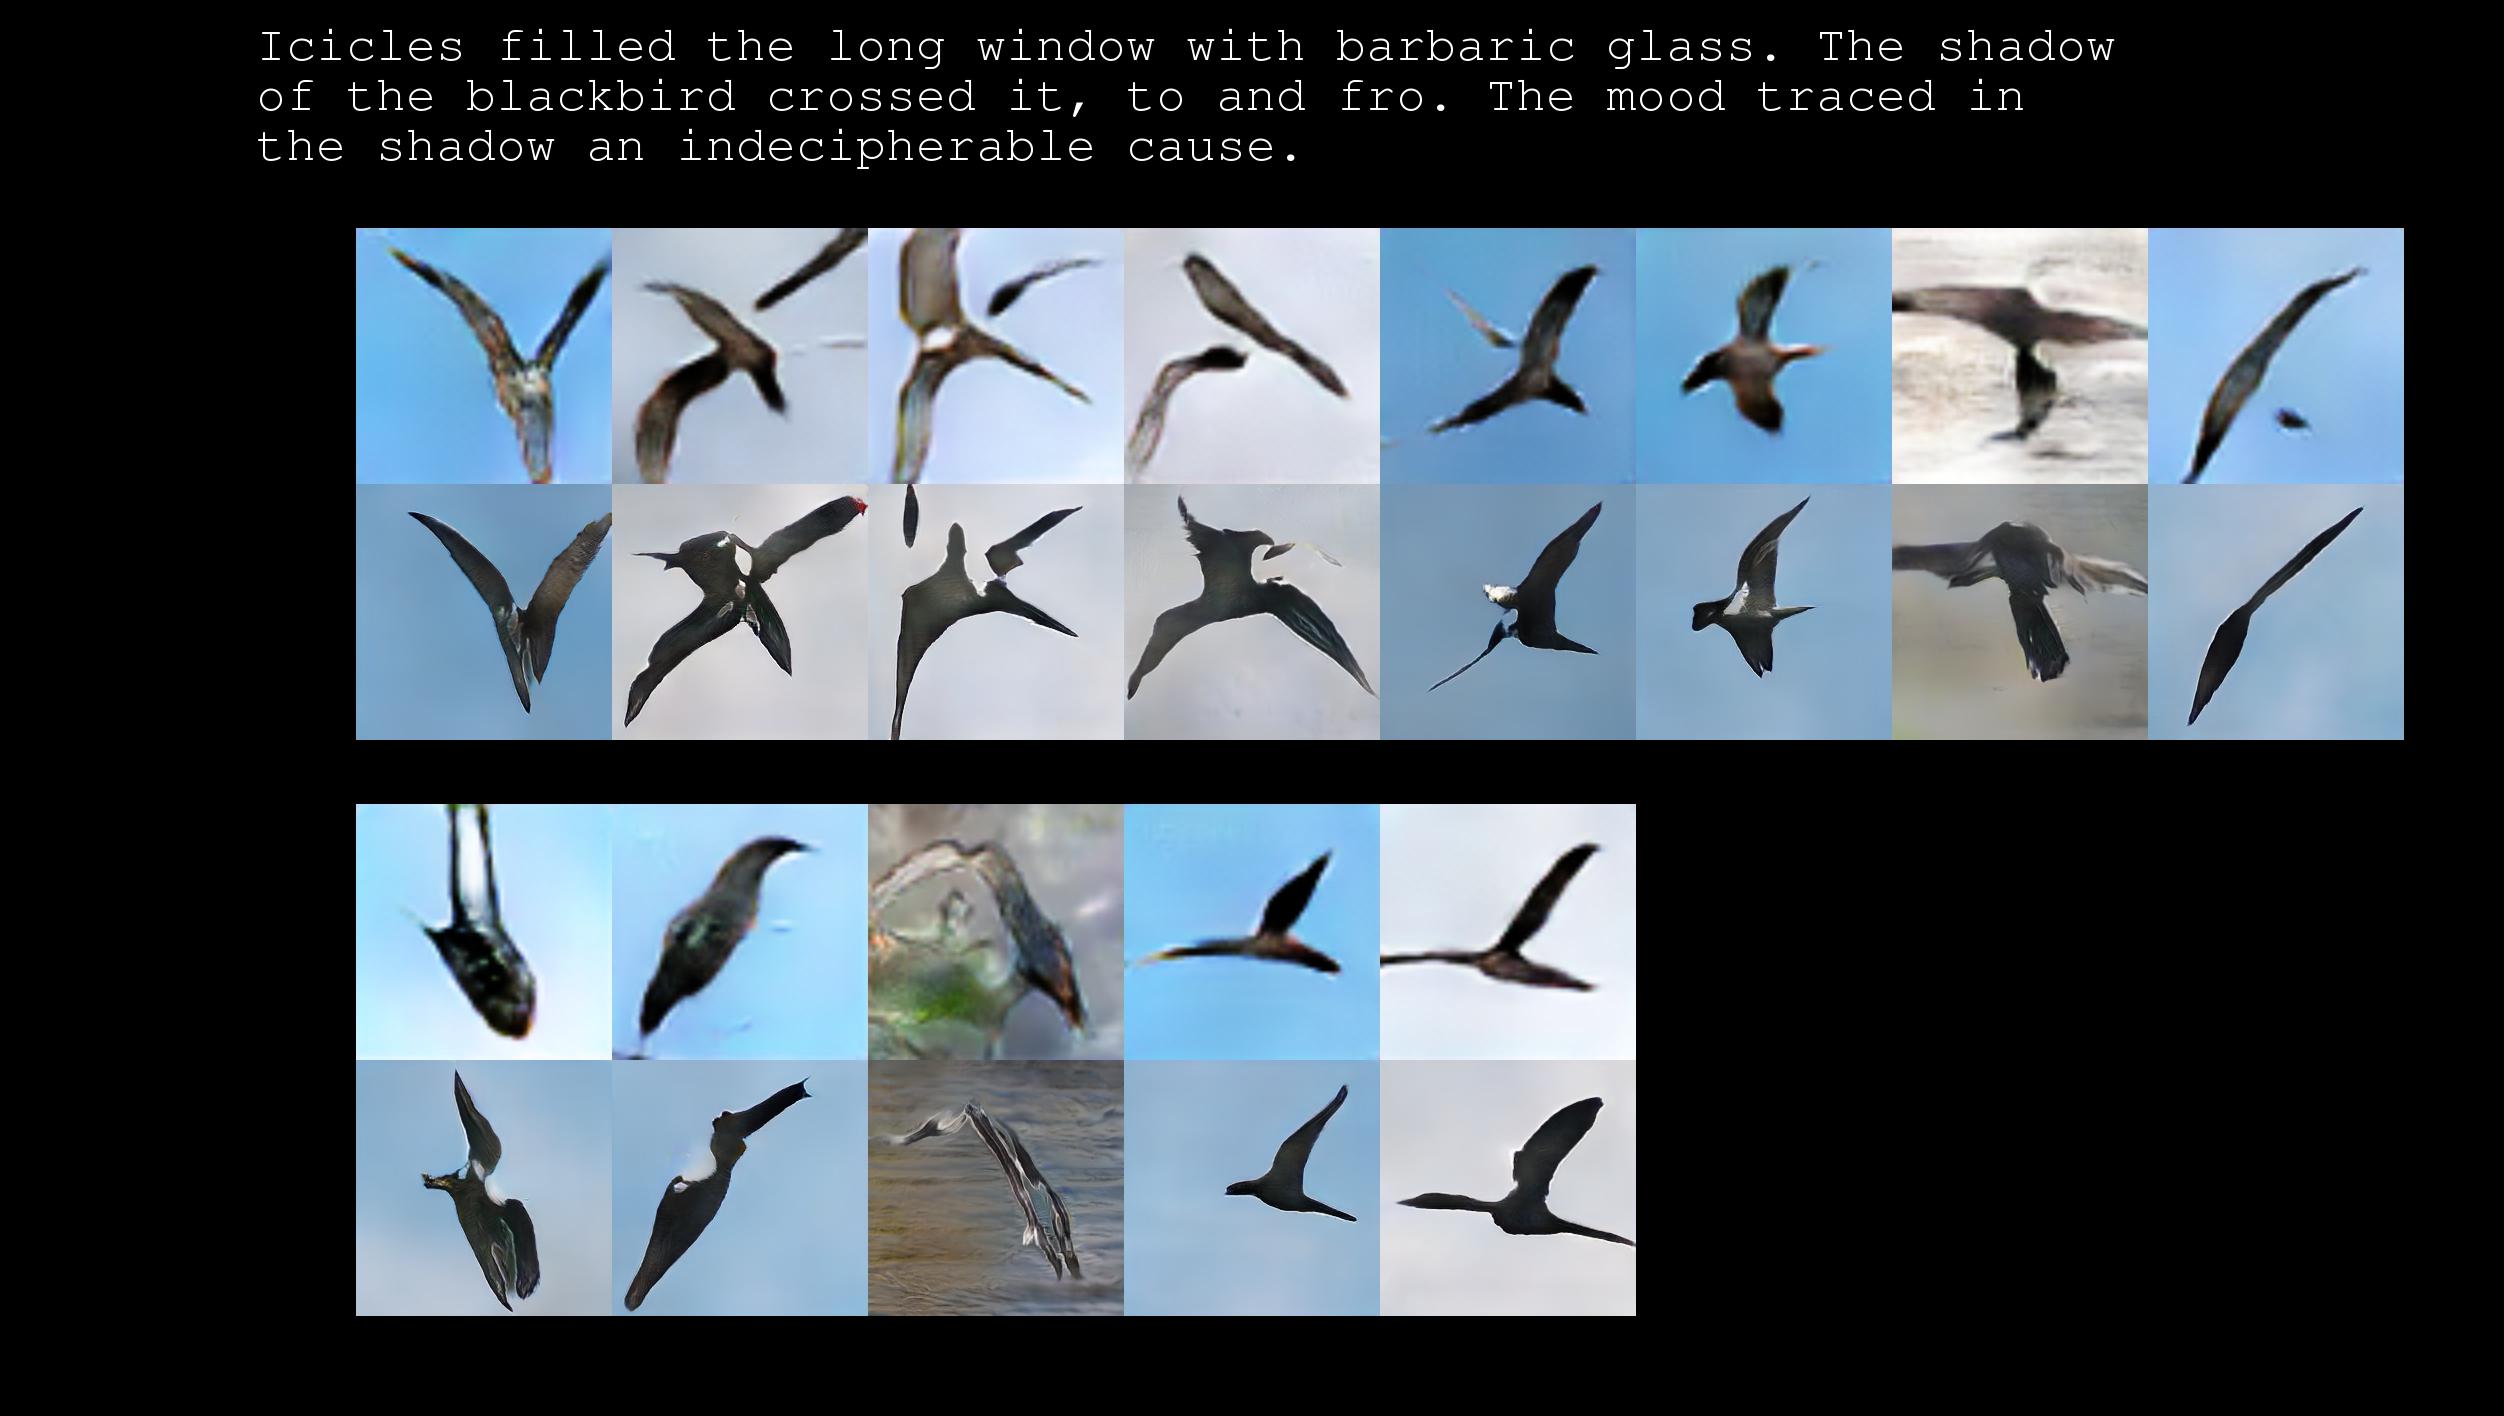 Icicles filled the long window with barbaric glass. The shadow
of the blackbird crossed it, to and fro. The mood traced in
the shadow an indecipherable cause.